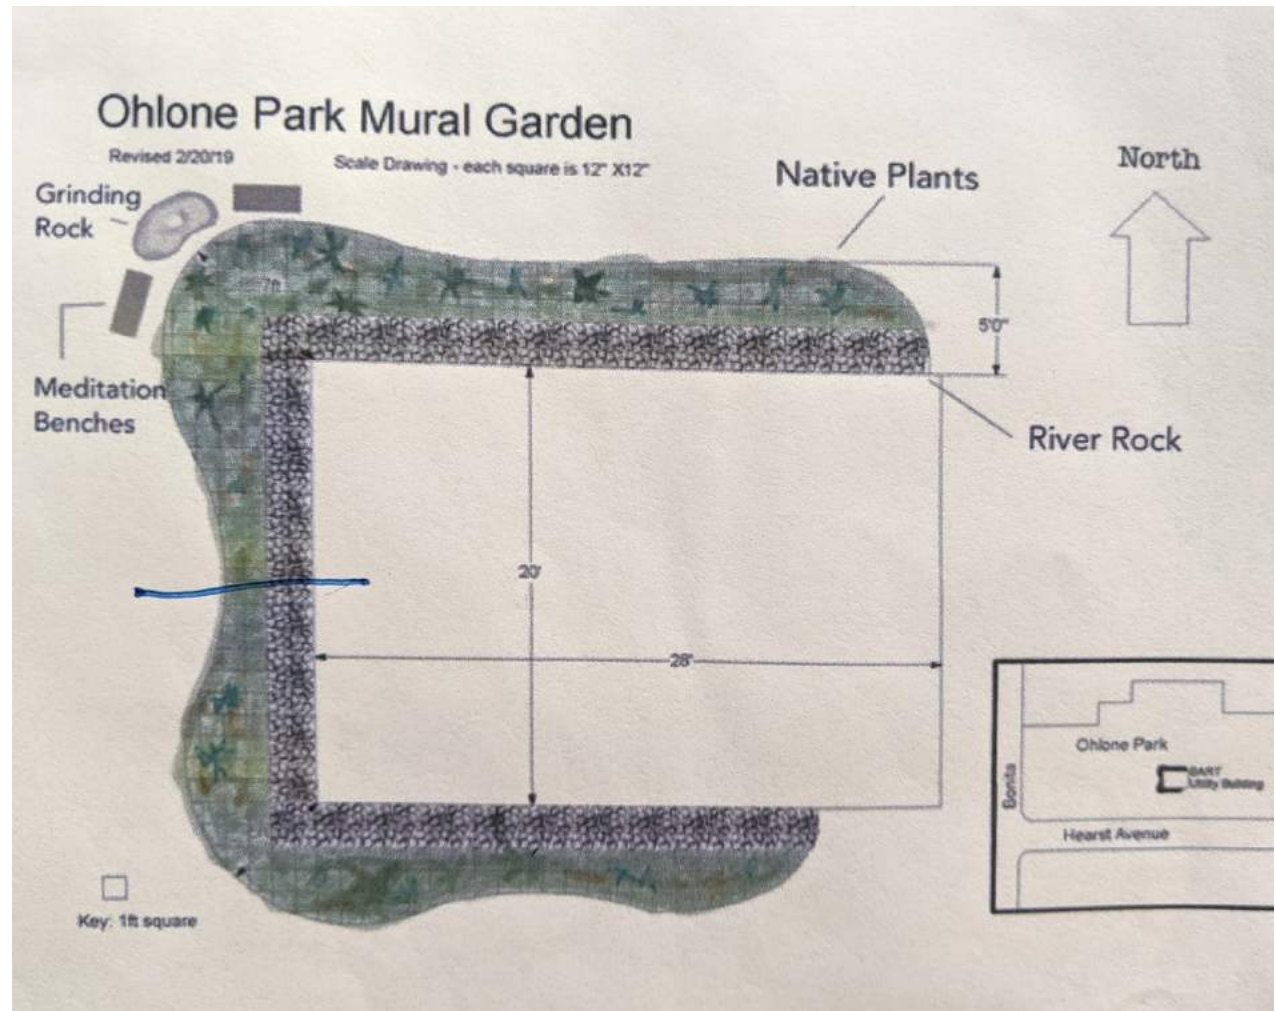 Ohlone Park Mural Garden
Revised 2/20/19
Scale Drawing - each square is 12" X12"
North
Native Plants
Grinding
Rock
7ft
5'0"
Meditation
Benches
River Rock
20'
28'
Ohlone Park
BART
Utility Building
Bonita
Hearst Avenue
Key: 1ft square